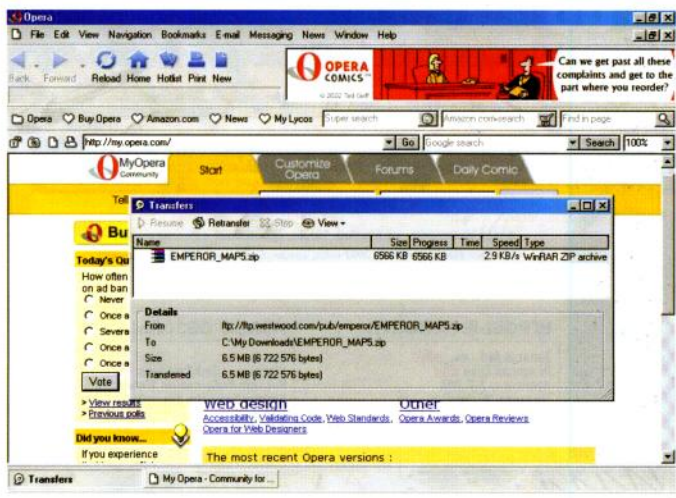 Opera
File Edit View Navigation Bookmarks E-mail Messaging News Window Help
Back Forward Reload Home Hotlist Print New
OPERA
COMICS
Can we get past all these
complaints and get to the
part where you reorder?
Opera Buy Opera Amazon.com News My Lycos Super search Amazon.com search Find in page
http://my.opera.com/ Go Google search Search 100%
MyOpera
Community
Start
Customize
Opera
Forums
Daily Comic
Tell
Transfers
Resume Retransfer Stop View
Name Size Progress Time Speed Type
EMPEROR_MAP5.zip 6566 KB 6566 KB 2.9 KB/s WinRAR ZIP archive
Details
From ftp://ftp.westwood.com/pub/emperor/EMPEROR_MAP5.zip
To C:\My Downloads\EMPEROR_MAP5.zip
Size 6.5 MB (6 722 576 bytes)
Transferred 6.5 MB (6 722 576 bytes)
Bu
Today's Qu
How often
on ad ban
Never
Once a
Severa
Once a
Once a
Vote
> View results
> Previous polls
Did you know...
If you experience
Web design
Accessibility, Validating Code, Web Standards,
Opera for Web Designers
Other
Opera Awards, Opera Reviews
The most recent Opera versions :
Transfers My Opera - Community for ...